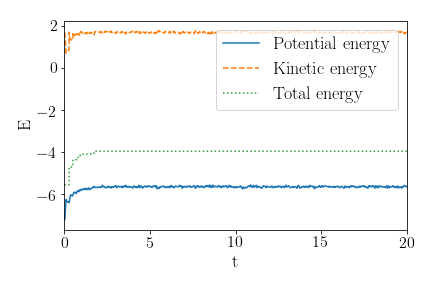 2
0
−2
−4
−6
E
Potential energy
Kinetic energy
Total energy
0 5 10 15 20
t